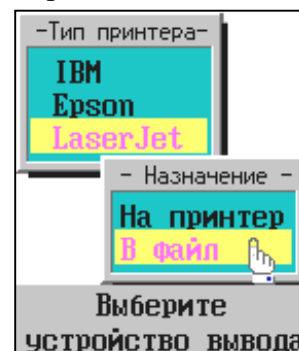 -Тип принтера-
IBM
Epson
LaserJet
- Назначение -
На принтер
В файл
Выберите
устройство вывода